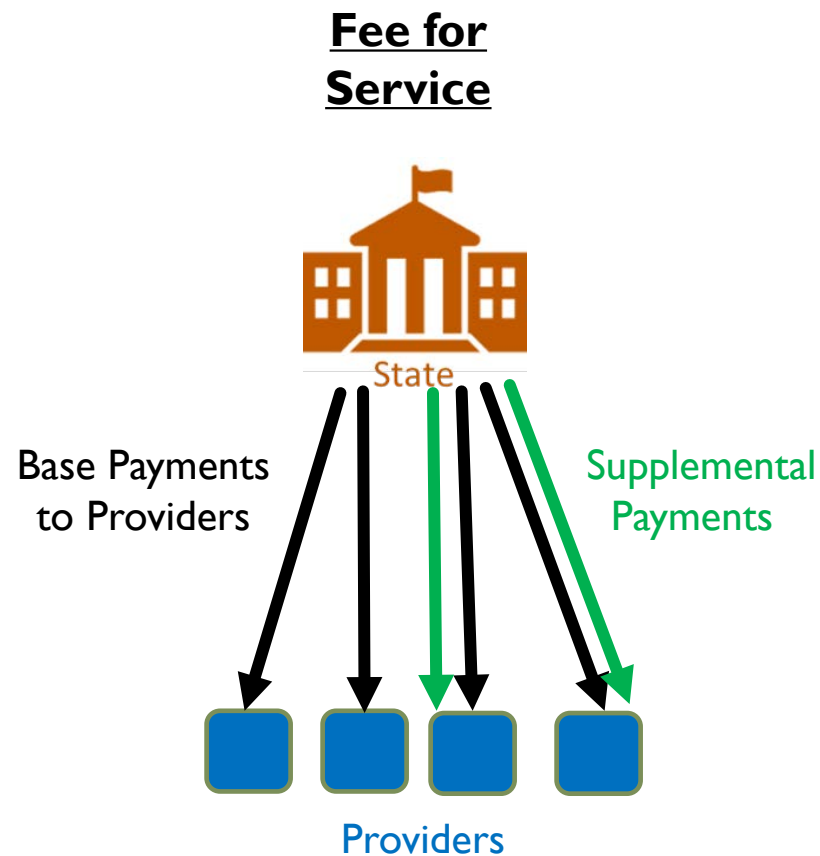 Fee for
Service
State
Base Payments
to Providers
Supplemental
Payments
Providers